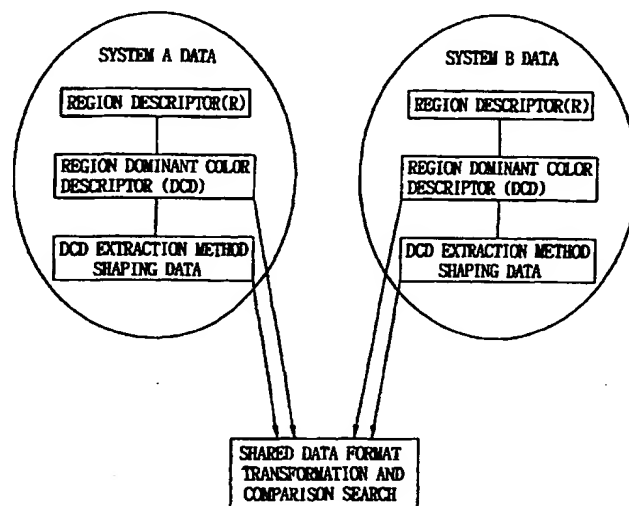 SYSTEM A DATA
REGION DESCRIPTOR(R)
REGION DOMINANT COLOR
DESCRIPTOR (DCD)
DCD EXTRACTION METHOD
SHAPING DATA
SYSTEM B DATA
REGION DESCRIPTOR(R)
REGION DOMINANT COLOR
DESCRIPTOR (DCD)
DCD EXTRACTION METHOD
SHAPING DATA
SHARED DATA FORMAT
TRANSFORMATION AND
COMPARISON SEARCH